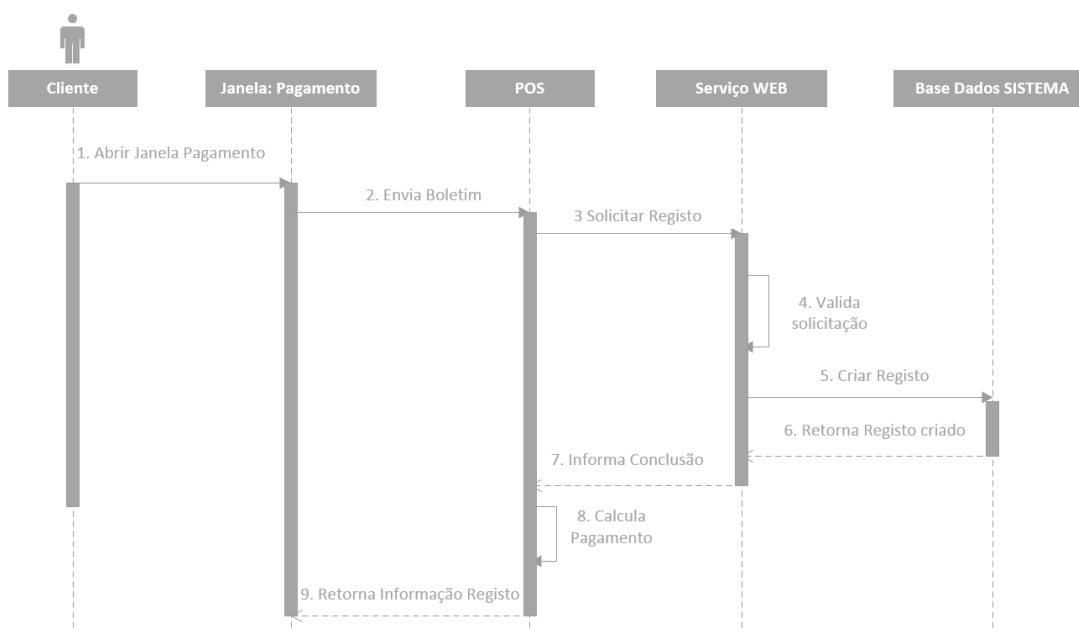 Cliente
Janela: Pagamento
POS
Serviço WEB
Base Dados SISTEMA
1. Abrir Janela Pagamento
2. Envia Boletim
3 Solicitar Registo
4. Valida
solicitação
5. Criar Registo
6. Retorna Registo criado
7. Informa Conclusão
8. Calcula
Pagamento
9. Retorna Informação Registo